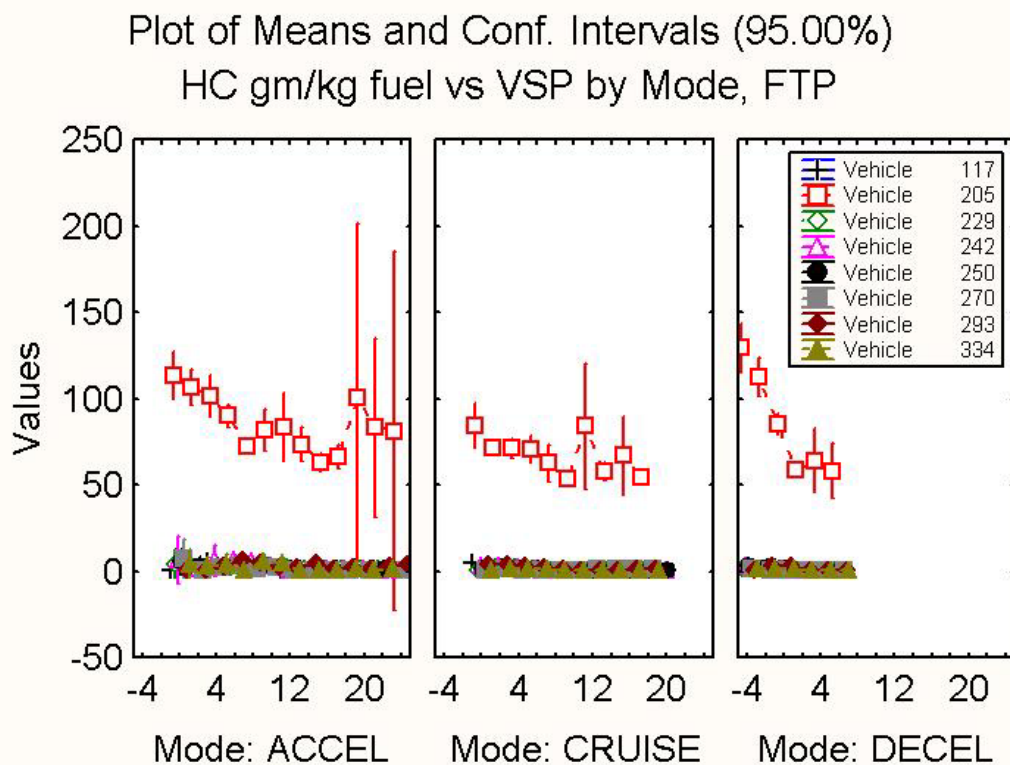 Plot of Means and Conf. Intervals (95.00%)
HC gm/kg fuel vs VSP by Mode, FTP
Values
250
200
150
100
50
0
-50
Vehicle 117
Vehicle 205
Vehicle 229
Vehicle 242
Vehicle 250
Vehicle 270
Vehicle 293
Vehicle 334
-4 4 12 20 -4 4 12 20 -4 4 12 20
Mode: ACCEL Mode: CRUISE Mode: DECEL